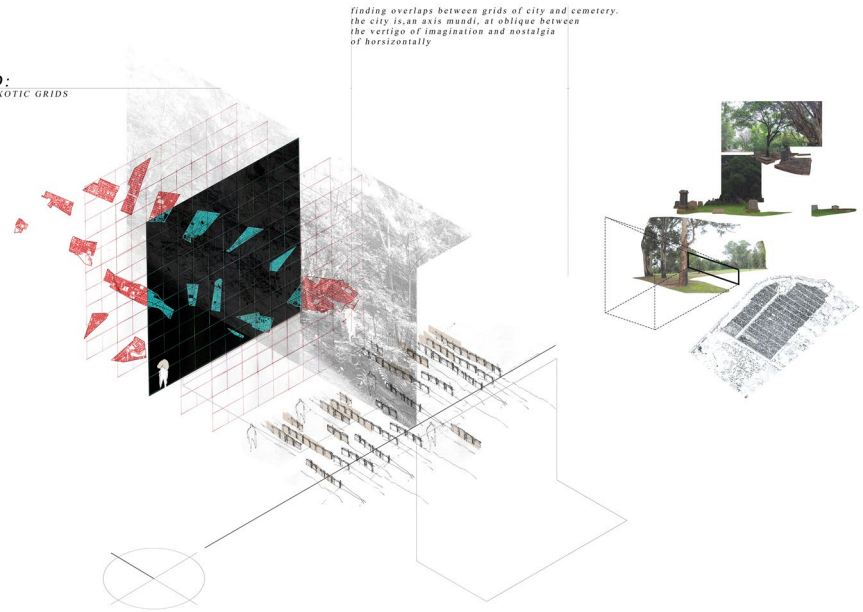 finding overlaps between grids of city and cemetery.
the city is,an axis mundi, at oblique between
the vertigo of imagination and nostalgia
of horsizontally
GRIDS